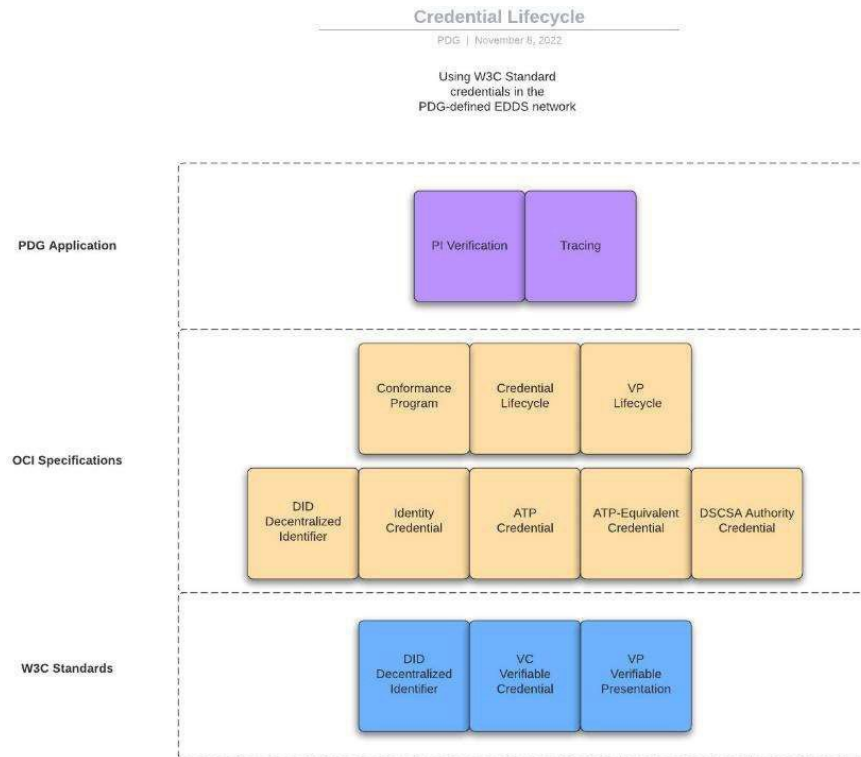 Credential Lifecycle
PDG | November 8, 2022
Using W3C Standard
credentials in the
PDG-defined EDDS network
PDG Application
PI Verification
Tracing
OCI Specifications
Conformance
Program
Credential
Lifecycle
VP
Lifecycle
DID
Decentralized
Identifier
Identity
Credential
ATP
Credential
ATP-Equivalent
Credential
DSCSA Authority
Credential
W3C Standards
DID
Decentralized
Identifier
VC
Verifiable
Credential
VP
Verifiable
Presentation